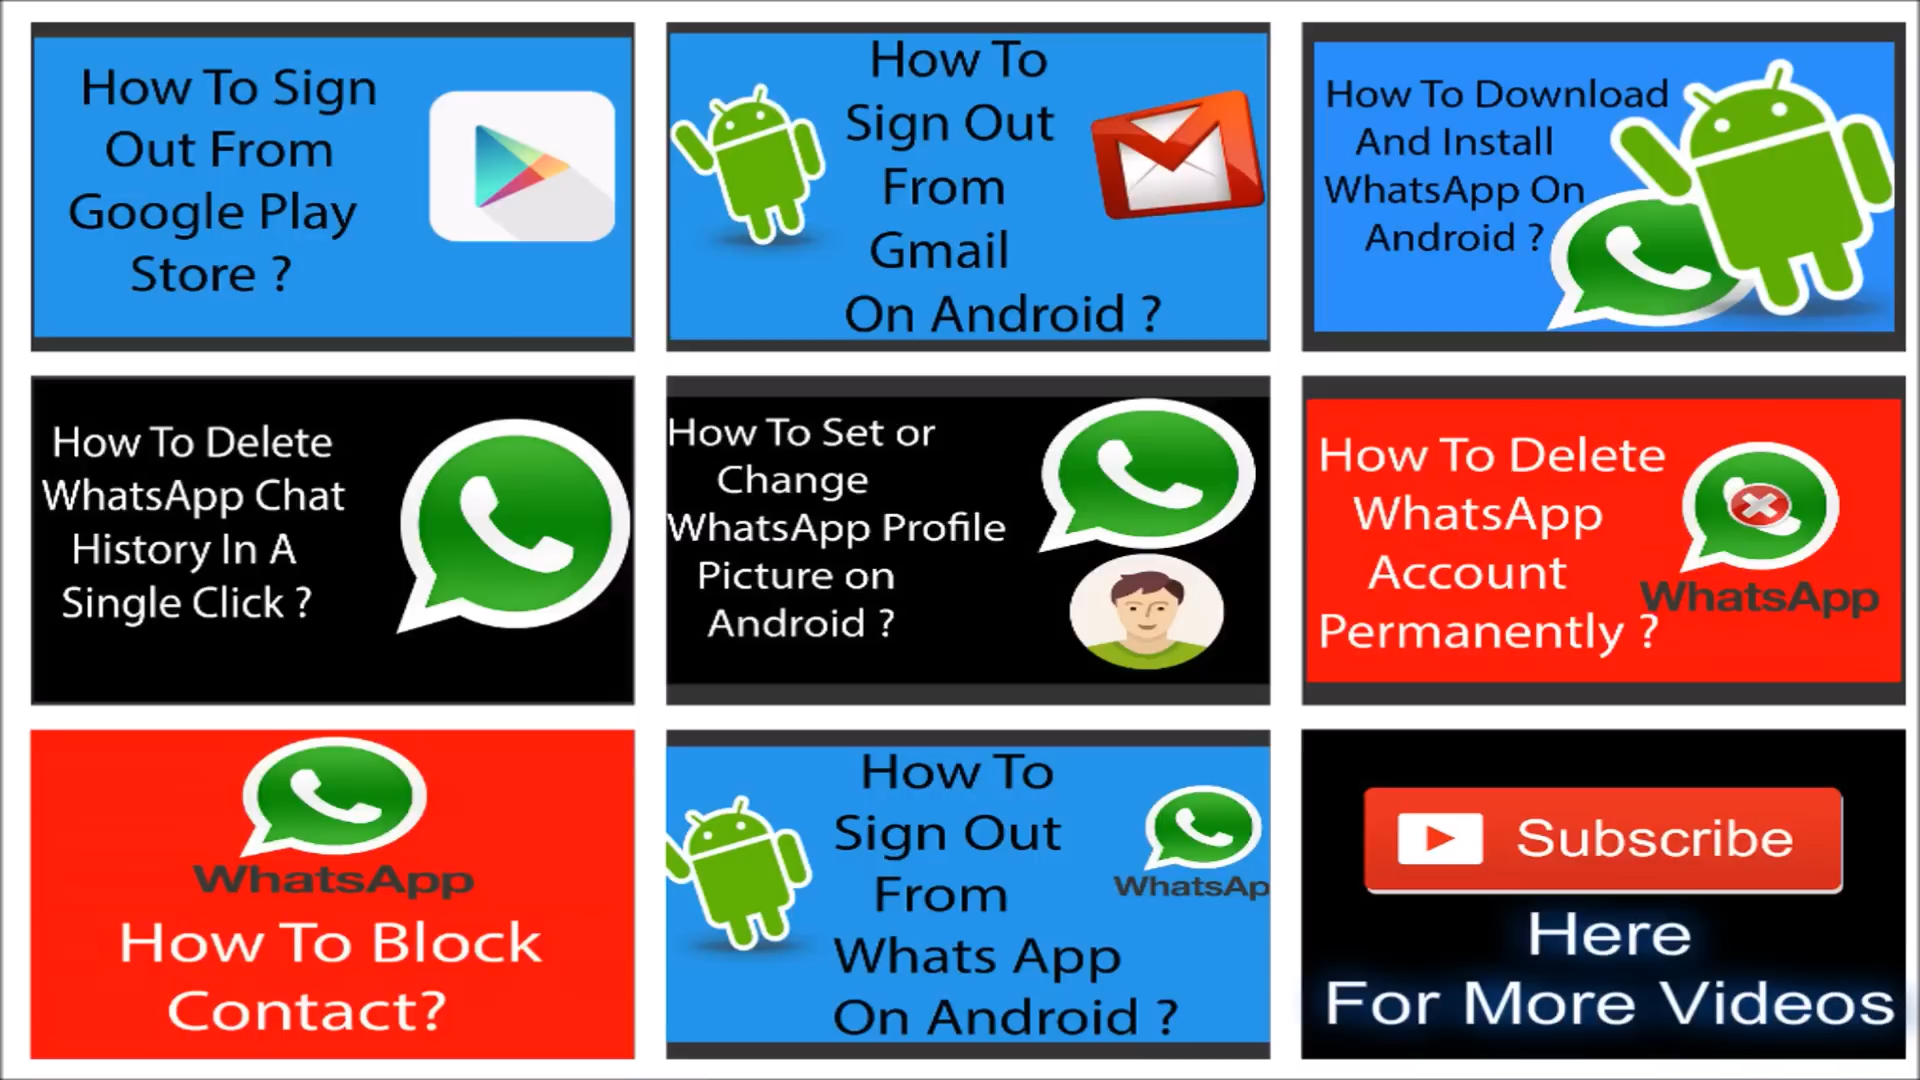 How To Sign
Out From
Google Play
Store ?
How To
Sign Out
From
Gmail
On Android ?
How To Download
And Install
WhatsApp On
Android ?
How To Delete
WhatsApp Chat
History In A
Single Click ?
How To Set or
Change
WhatsApp Profile
Picture on
Android ?
How To Delete
WhatsApp
Account
Permanently ?
WhatsApp
WhatsApp
How To Block
Contact?
How To
Sign Out
From
Whats App
On Android ?
WhatsAp
Subscribe
Here
For More Videos